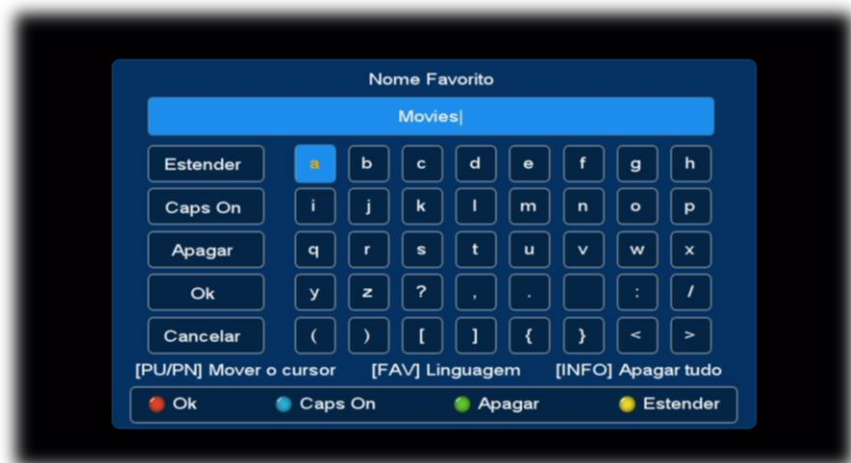 Nome Favorito
Movies|
Estender a b c d e f g h
Caps On i j k l m n o p
Apagar q r s t u v w x
Ok y z ? , . : /
Cancelar ( ) [ ] { } < >
[PU/PN] Mover o cursor [FAV] Linguagem [INFO] Apagar tudo
Ok Caps On Apagar Estender